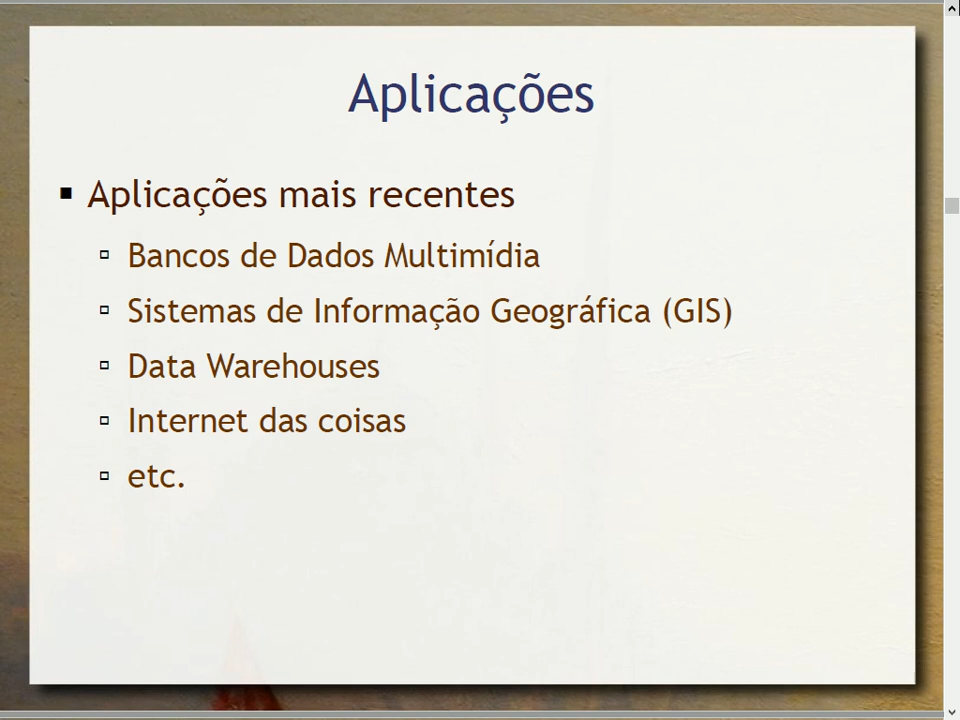 Aplicações
Aplicações mais recentes
Bancos de Dados Multimídia
Sistemas de Informação Geográfica (GIS)
Data Warehouses
Internet das coisas
etc.